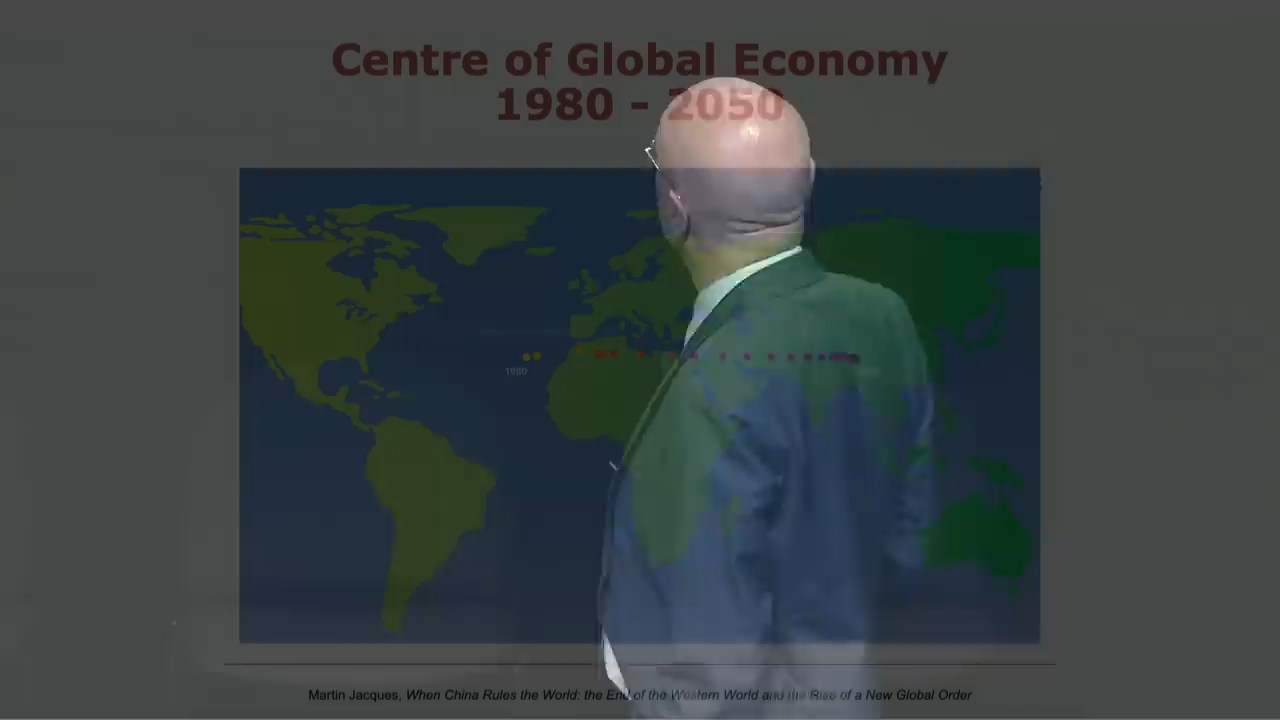 Centre of Global Economy
1980 - 2050
1980
Martin Jacques, When China Rules the World: the End of the Western World and the Rise of a New Global Order